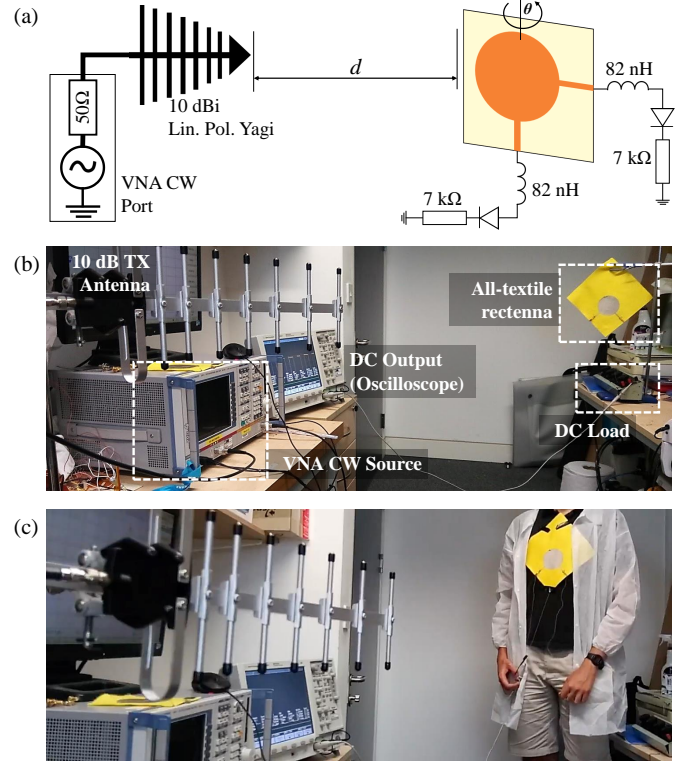 (a)
θ
d
82 nH
50Ω
10 dBi
Lin. Pol. Yagi
7 kΩ
VNA CW
Port
7 kΩ
82 nH
(b)
10 dB TX
Antenna
All-textile
rectenna
DC Output
(Oscilloscope)
DC Load
VNA CW Source
(c)